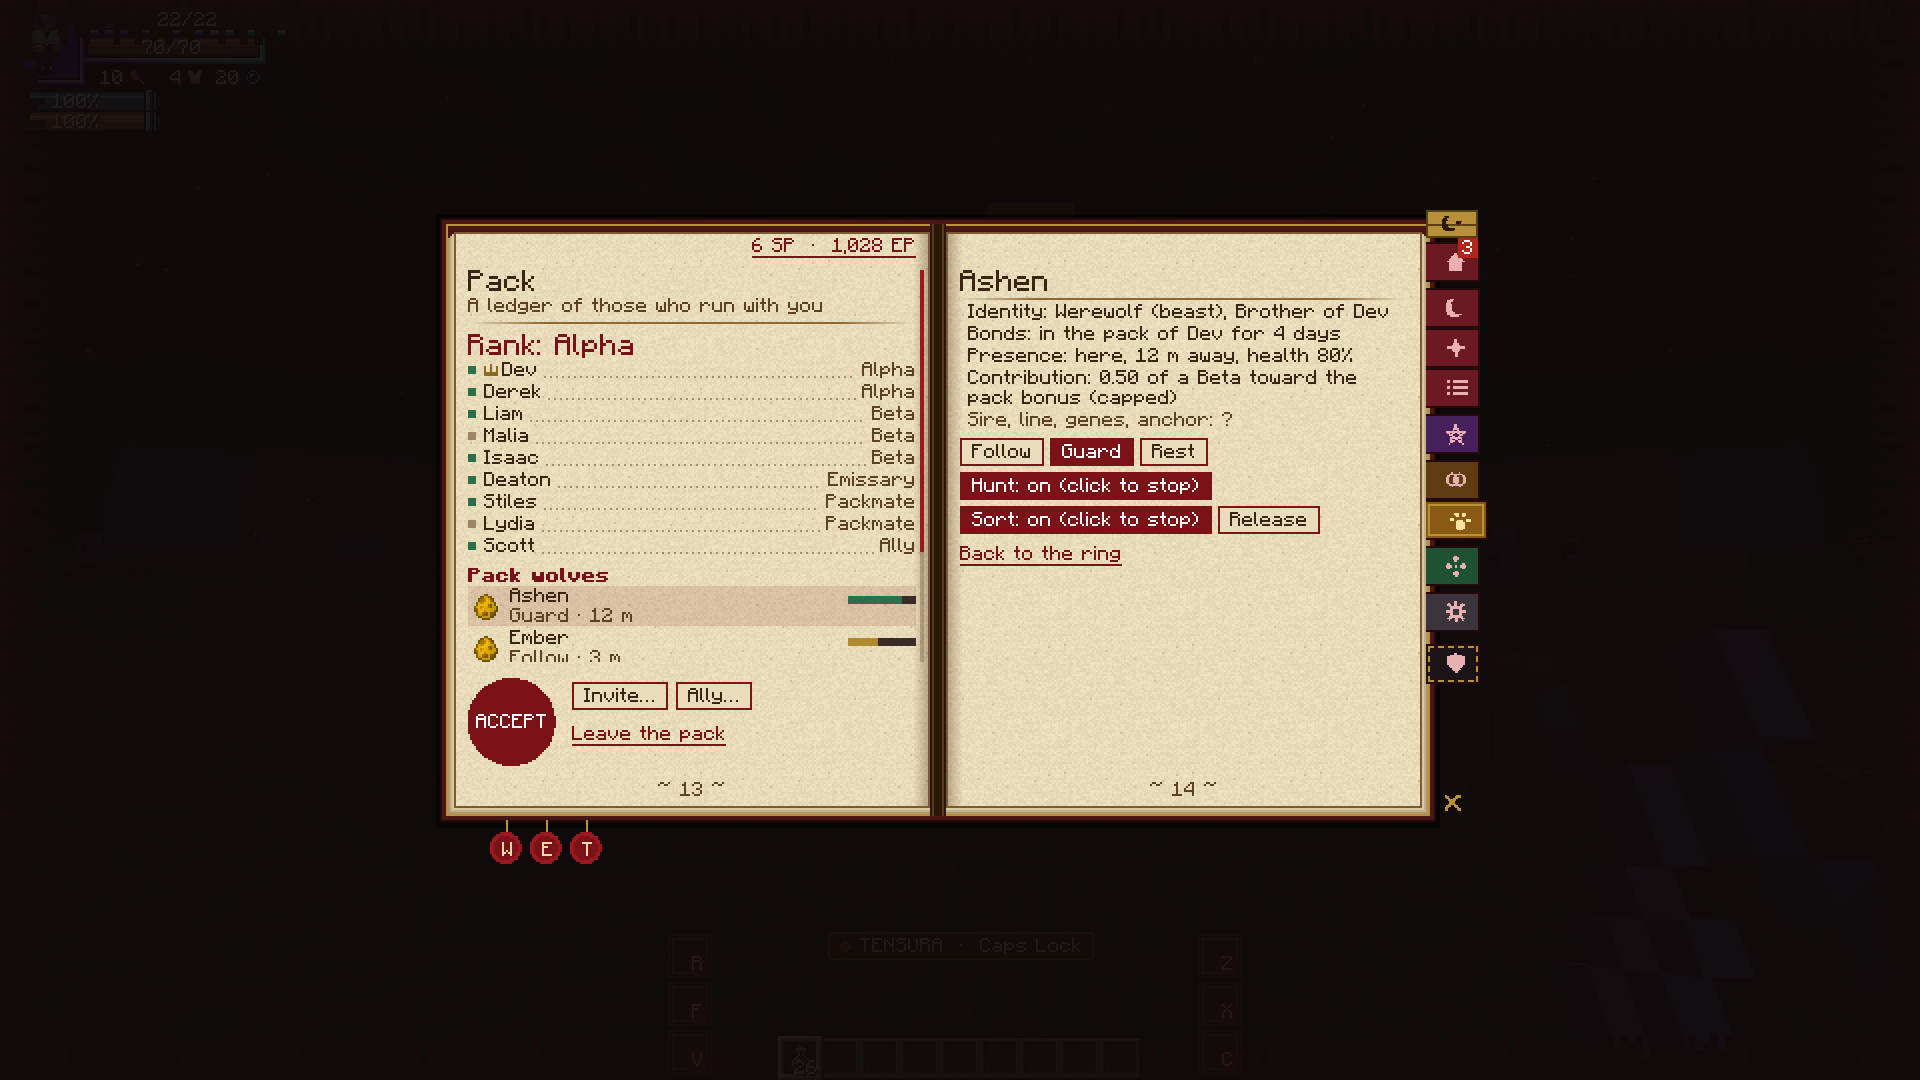 22/22
70/70
10 4 20
100%
100%
6 SP · 1,028 EP
Pack
A ledger of those who run with you
Rank: Alpha
Dev Alpha
Derek Alpha
Liam Beta
Malia Beta
Isaac Beta
Deaton Emissary
Stiles Packmate
Lydia Packmate
Scott Ally
Pack wolves
Ashen
Guard · 12 m
Ember
Follow · 3 m
ACCEPT
Invite...
Ally...
Leave the pack
~ 13 ~
Ashen
Identity: Werewolf (beast), Brother of Dev
Bonds: in the pack of Dev for 4 days
Presence: here, 12 m away, health 80%
Contribution: 0.50 of a Beta toward the
pack bonus (capped)
Sire, line, genes, anchor: ?
Follow Guard Rest
Hunt: on (click to stop)
Sort: on (click to stop) Release
Back to the ring
~ 14 ~
3
X
W E T
TENSURA · Caps Lock
R
F
V
Z
X
C
26